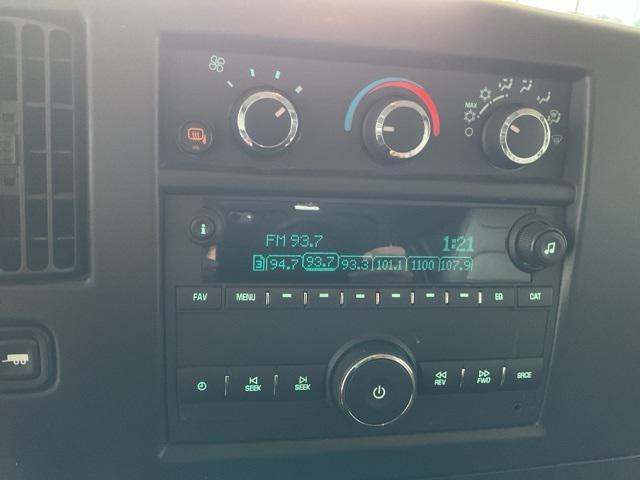 MAX
FM 93.7 1:21
3 94.7 93.7 93.3 101.1 1100 107.9
FAV MENU EQ CAT
SEEK SEEK REV FWD SRCE